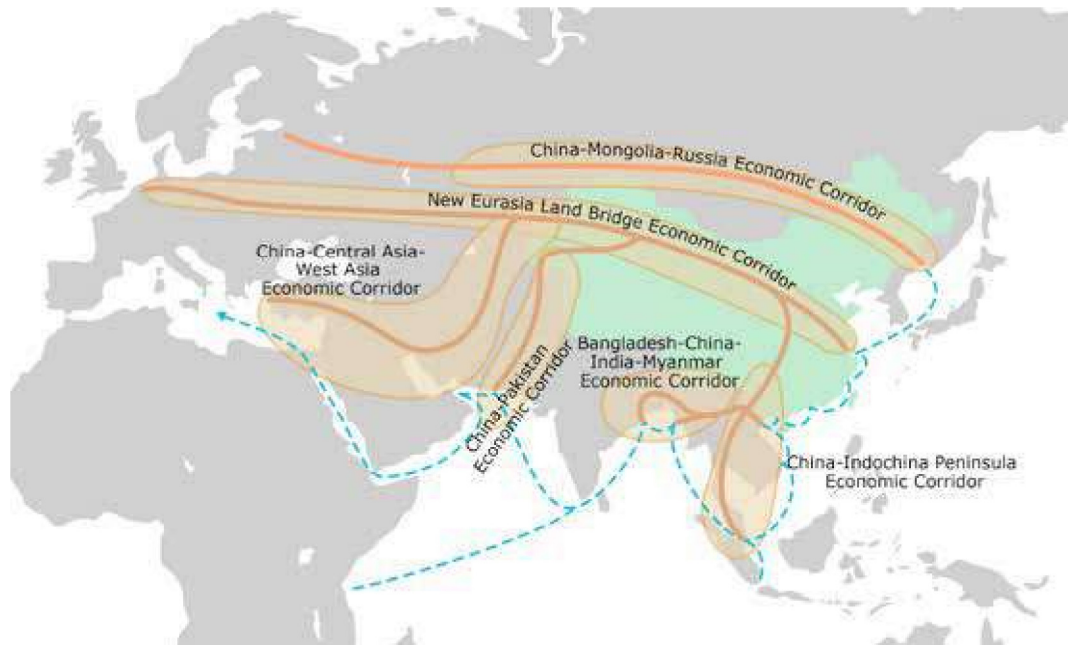 China-Mongolia-Russia Economic Corridor
New Eurasia Land Bridge Economic Corridor
China-Central Asia-
West Asia
Economic Corridor
China-Pakistan
Economic Corridor
Bangladesh-China-
India-Myanmar
Economic Corridor
China-Indochina Peninsula
Economic Corridor